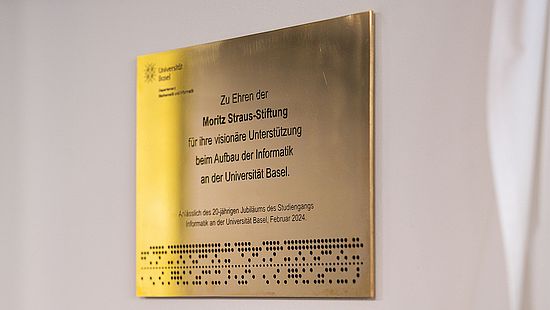 Universität
Basel
Departement
Mathematik und Informatik
Zu Ehren der
Moritz Straus-Stiftung
für ihre visionäre Unterstützung
beim Aufbau der Informatik
an der Universität Basel.
Anlässlich des 20-jährigen Jubiläums des Studiengangs
Informatik an der Universität Basel, Februar 2024.